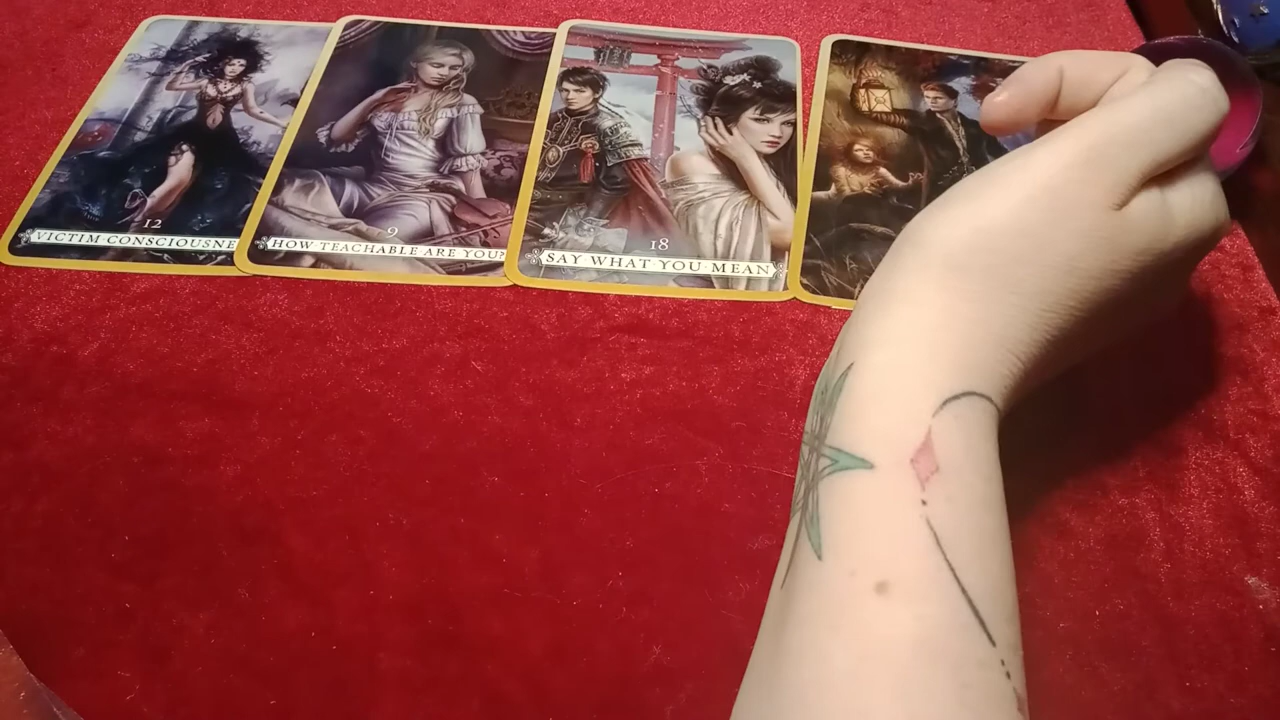 12
VICTIM CONSCIOUSNE
9
HOW TEACHABLE ARE YOU?
18
SAY WHAT YOU MEAN